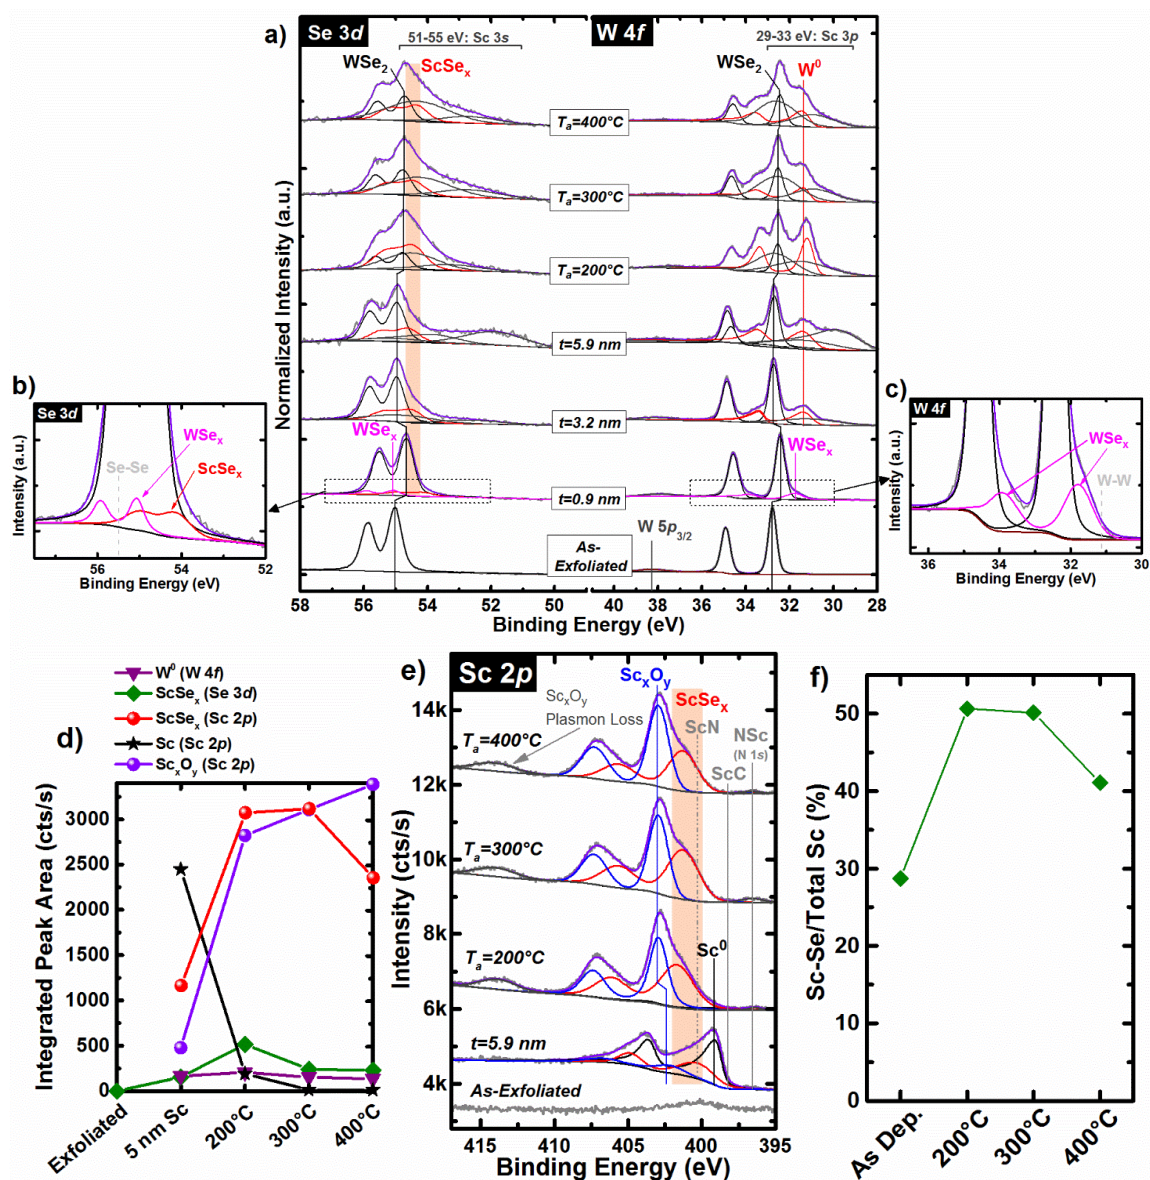 a)
Se 3d
51-55 eV: Sc 3s
WSe2
ScSex
W 4f
29-33 eV: Sc 3p
WSe2
W0
Ta=400°C
Ta=300°C
Ta=200°C
t=5.9 nm
t=3.2 nm
WSex
WSex
t=0.9 nm
As-
Exfoliated
W 5p3/2
Normalized Intensity (a.u.)
58 56 54 52 50
40 38 36 34 32 30 28
Binding Energy (eV)
Binding Energy (eV)
b)
Se 3d
WSex
Se-Se
ScSex
Intensity (a.u.)
56 55 54 53 52
Binding Energy (eV)
c)
W 4f
WSex
W-W
Intensity (a.u.)
36 34 33 32 31 30
Binding Energy (eV)
d)
W0 (W 4f)
ScSex (Se 3d)
ScSex (Sc 2p)
Sc (Sc 2p)
ScxOy (Sc 2p)
Integrated Peak Area (cts/s)
3000
2500
2000
1500
1000
500
0
Exfoliated
5 nm Sc
200°C
300°C
400°C
e)
Sc 2p
ScxOy
ScxOy
Plasmon Loss
ScSex
ScN
NSc
(N 1s)
ScC
Ta=400°C
Ta=300°C
Ta=200°C
Sc0
t=5.9 nm
As-Exfoliated
Intensity (cts/s)
14k
12k
10k
8k
6k
4k
415 410 405 400 395
Binding Energy (eV)
f)
Sc-Se/Total Sc (%)
50
40
30
20
10
0
As Dep.
200°C
300°C
400°C